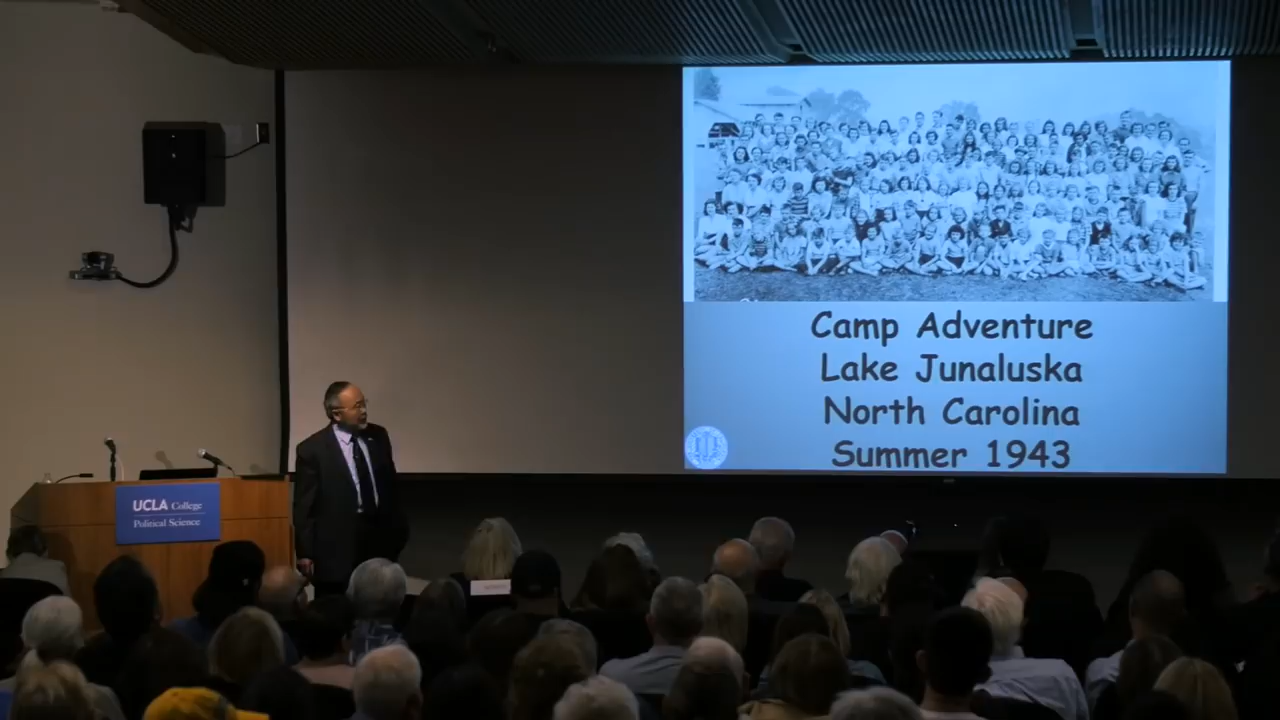 Camp Adventure
Lake Junaluska
North Carolina
Summer 1943
UCLA College
Political Science